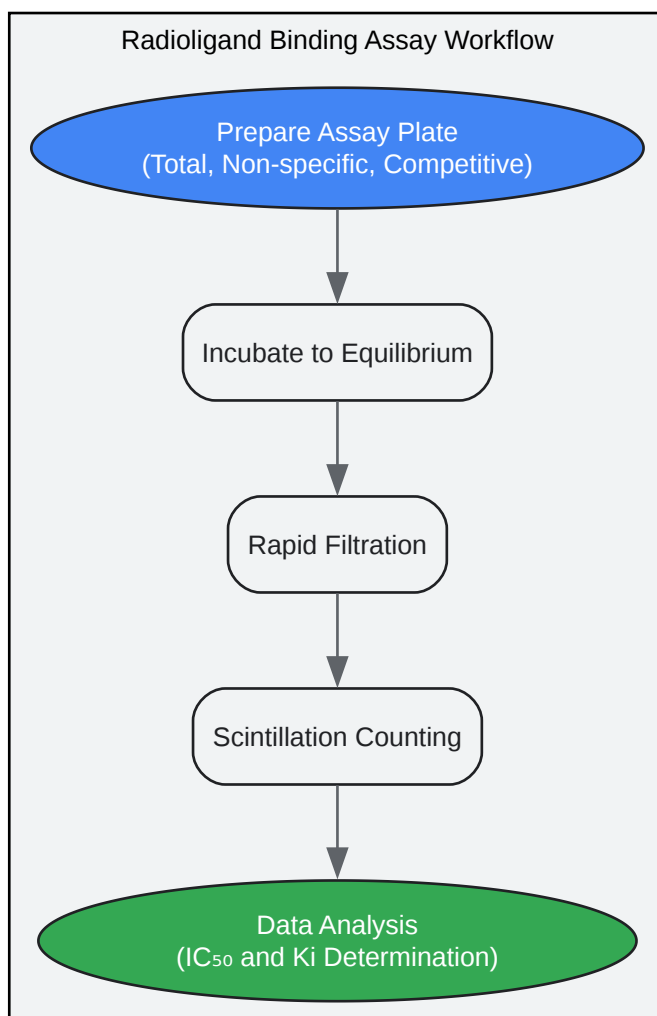 Radioligand Binding Assay Workflow
Prepare Assay Plate
(Total, Non-specific, Competitive)
Incubate to Equilibrium
Rapid Filtration
Scintillation Counting
Data Analysis
(IC₅₀ and Ki Determination)